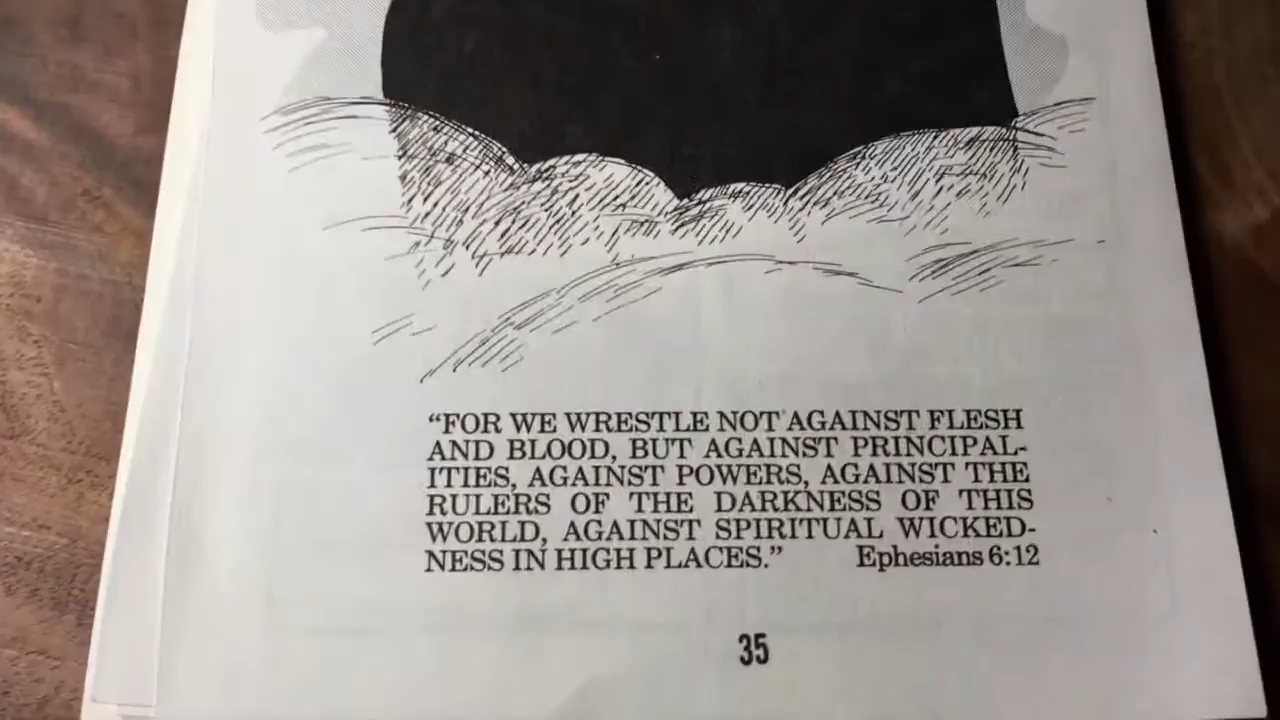 “FOR WE WRESTLE NOT AGAINST FLESH
AND BLOOD, BUT AGAINST PRINCIPAL-
ITIES, AGAINST POWERS, AGAINST THE
RULERS OF THE DARKNESS OF THIS
WORLD, AGAINST SPIRITUAL WICKED-
NESS IN HIGH PLACES.” Ephesians 6:12
35